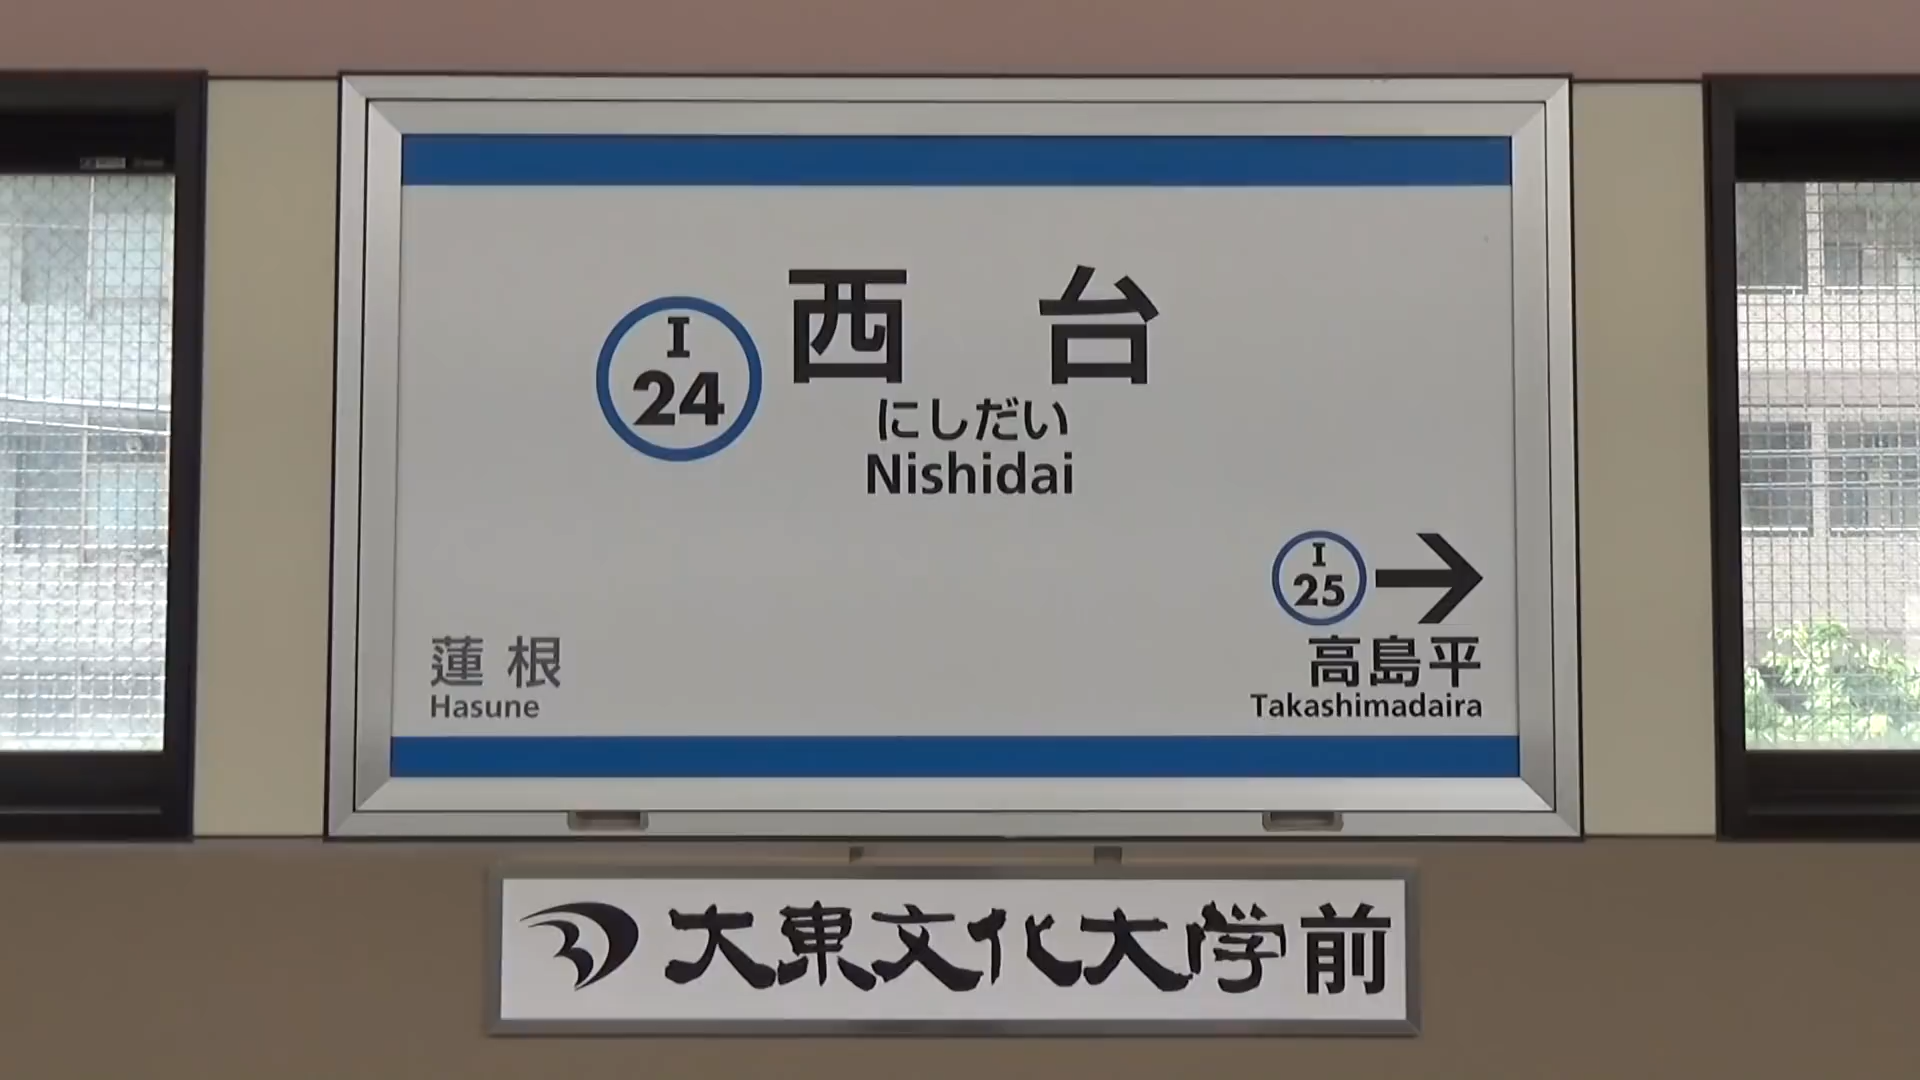 I
24
西台
にしだい
Nishidai
I
25
蓮根
Hasune
高島平
Takashimadaira
大東文化大学前